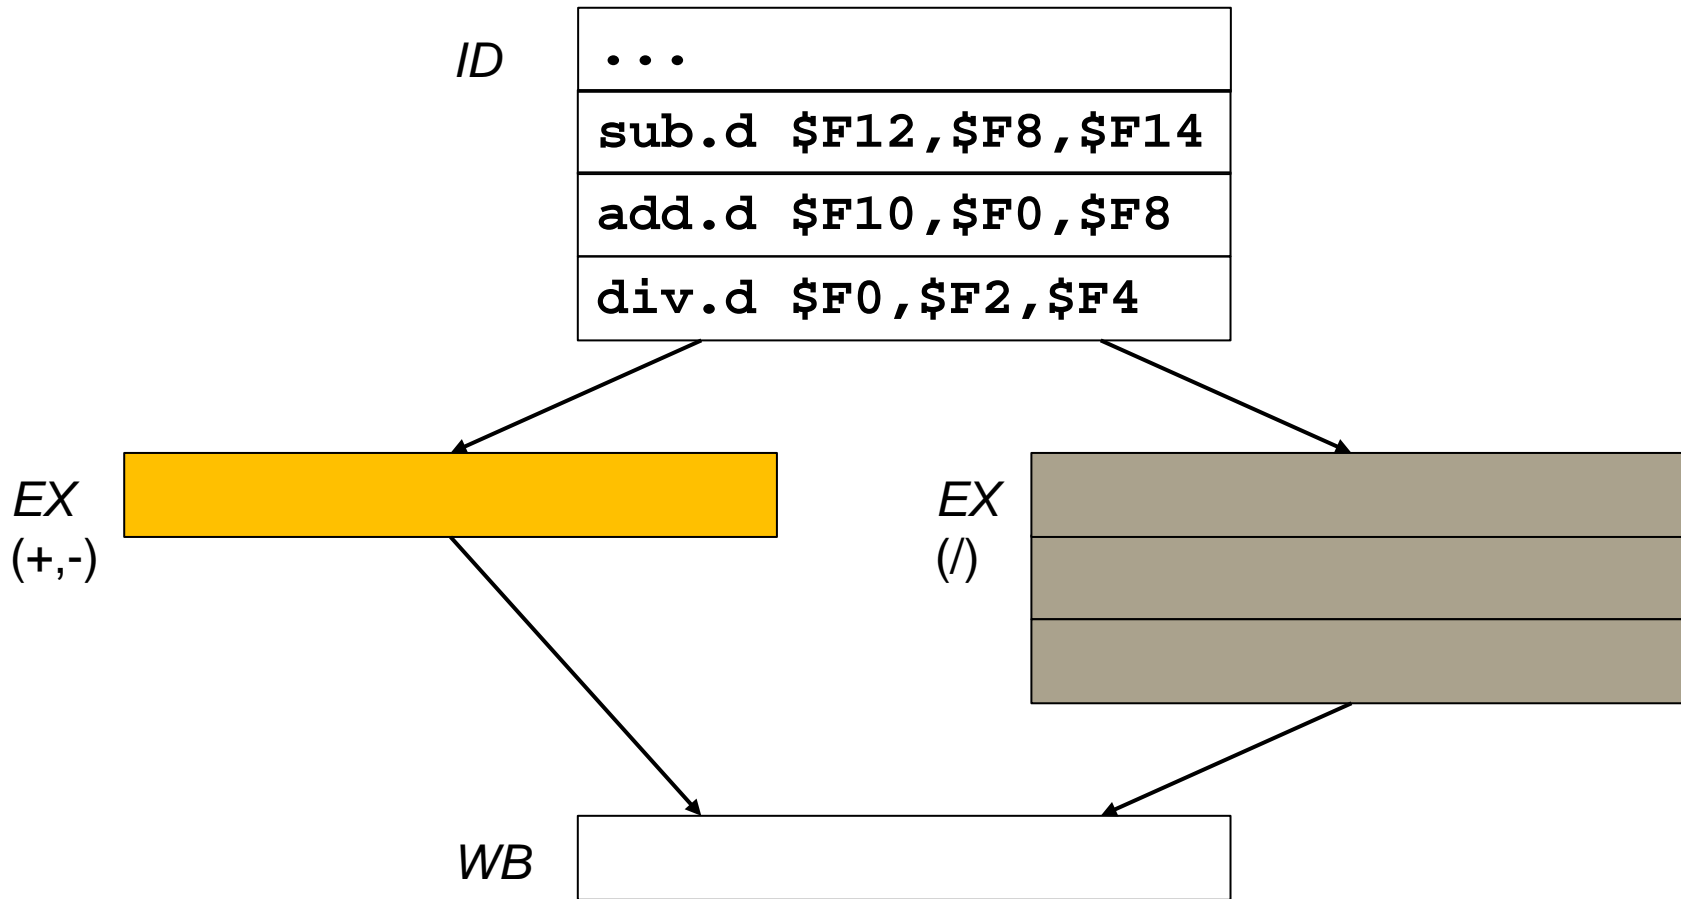 ID
...
sub.d $F12,$F8,$F14
add.d $F10,$F0,$F8
div.d $F0,$F2,$F4
EX
(+,-)
EX
(/)
WB